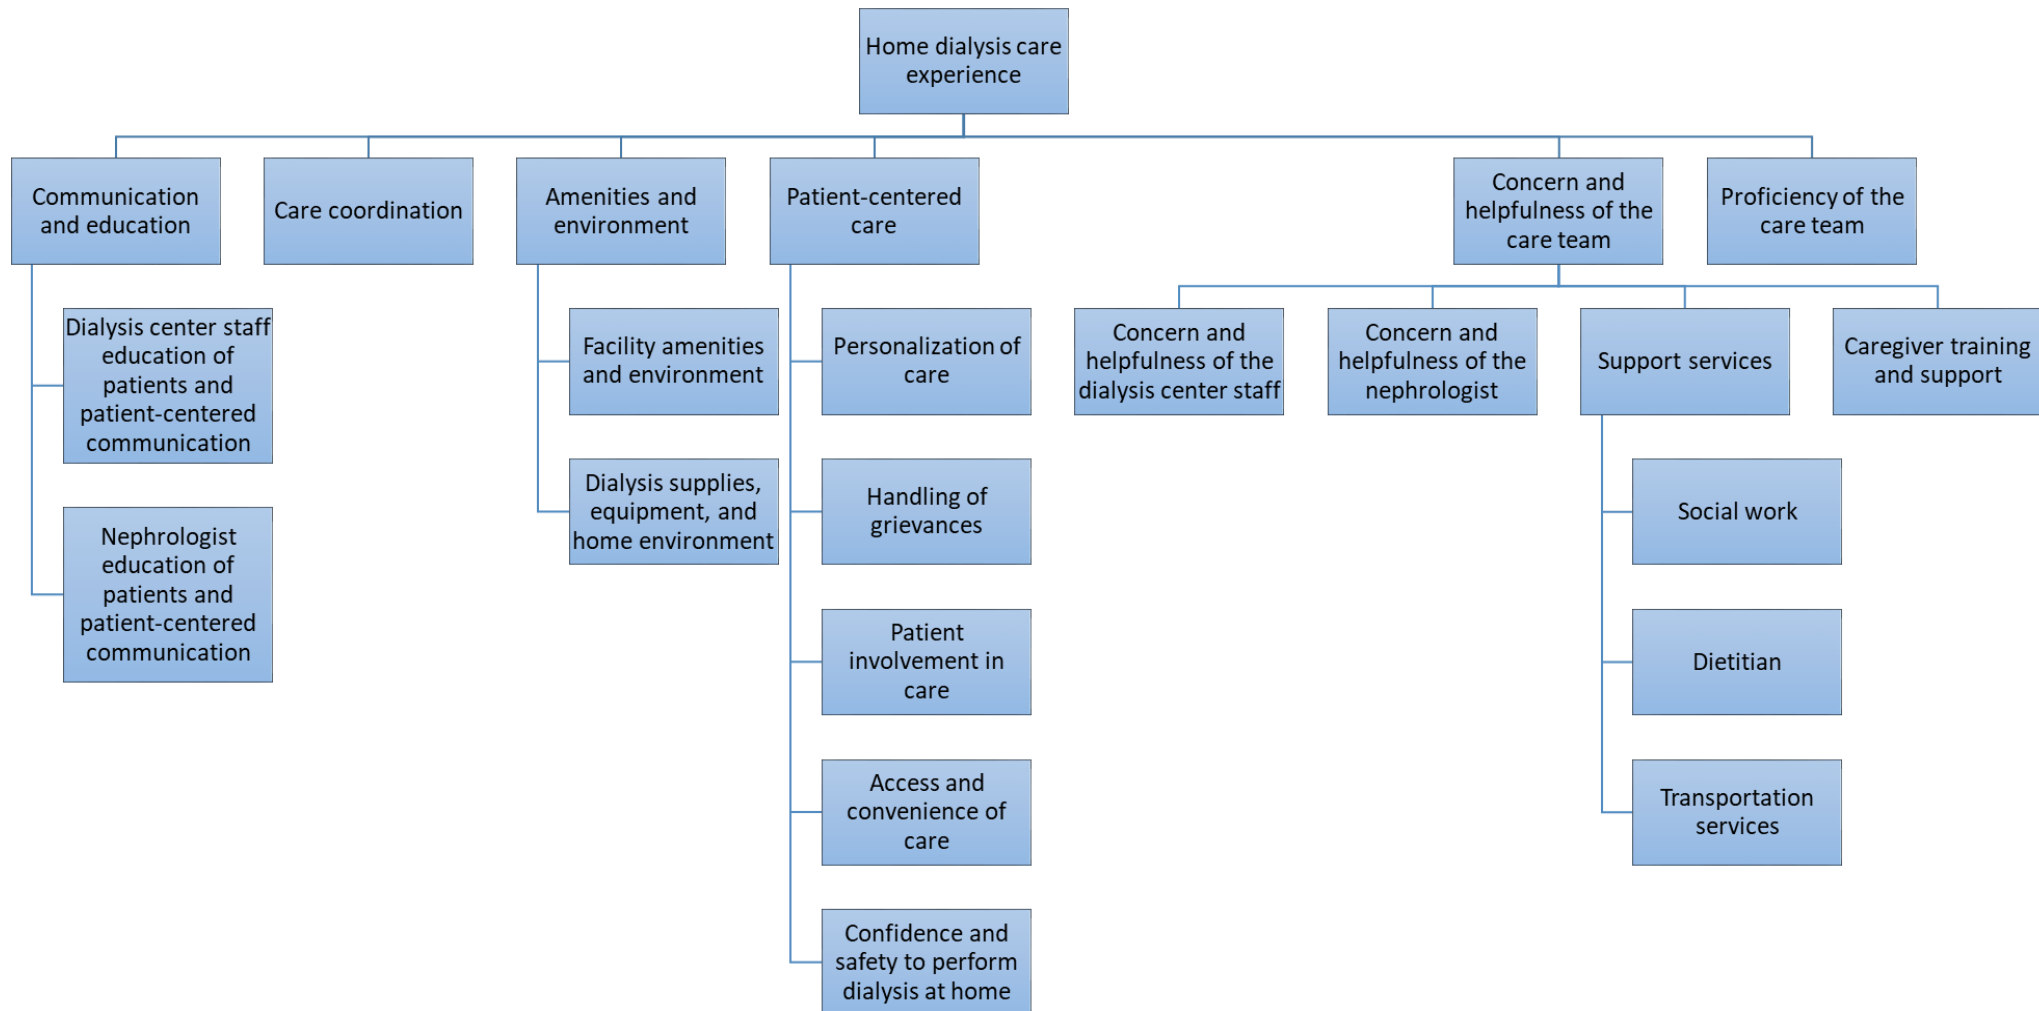 Home dialysis care
experience
Communication
and education
Care coordination
Amenities and
environment
Patient-centered
care
Concern and
helpfulness of the
care team
Proficiency of the
care team
Dialysis center staff
education of
patients and
patient-centered
communication
Nephrologist
education of
patients and
patient-centered
communication
Facility amenities
and environment
Dialysis supplies,
equipment, and
home environment
Personalization of
care
Handling of
grievances
Patient
involvement in
care
Access and
convenience of
care
Confidence and
safety to perform
dialysis at home
Concern and
helpfulness of the
dialysis center staff
Concern and
helpfulness of the
nephrologist
Support services
Caregiver training
and support
Social work
Dietitian
Transportation
services